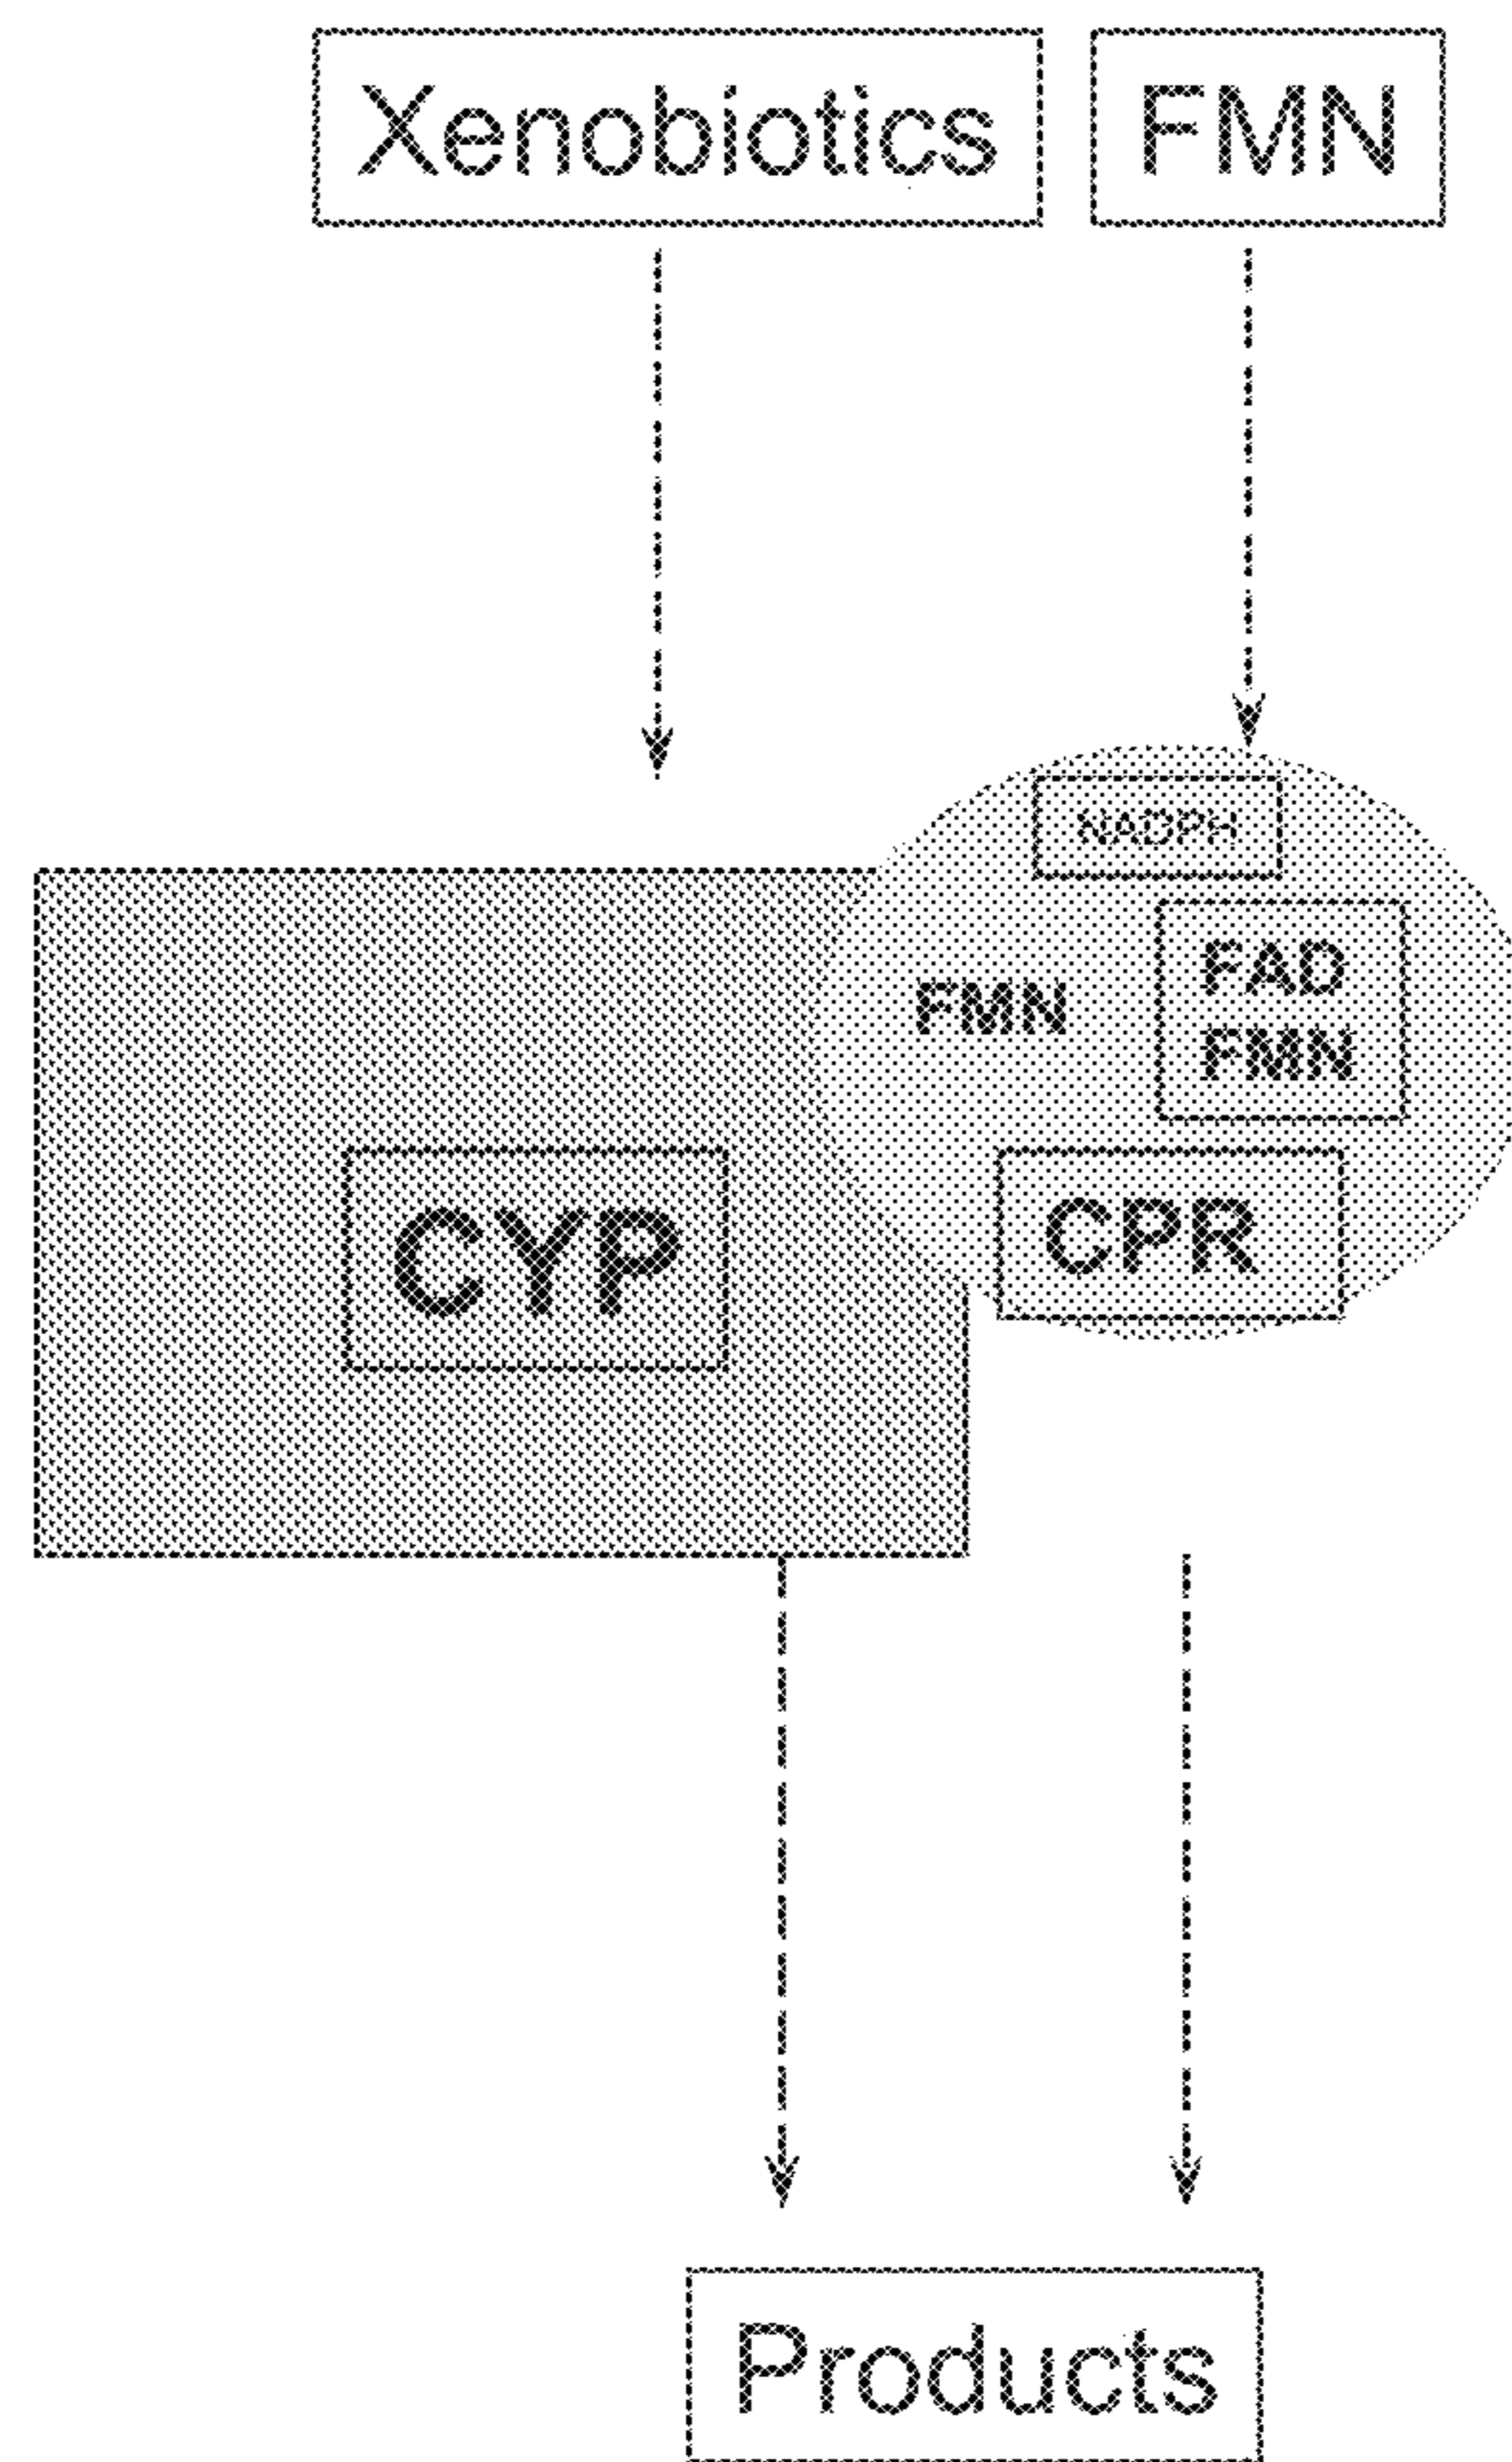 Xenobiotics
FMN
NADPH
FAD
FMN
FMN
CYP
CPR
Products